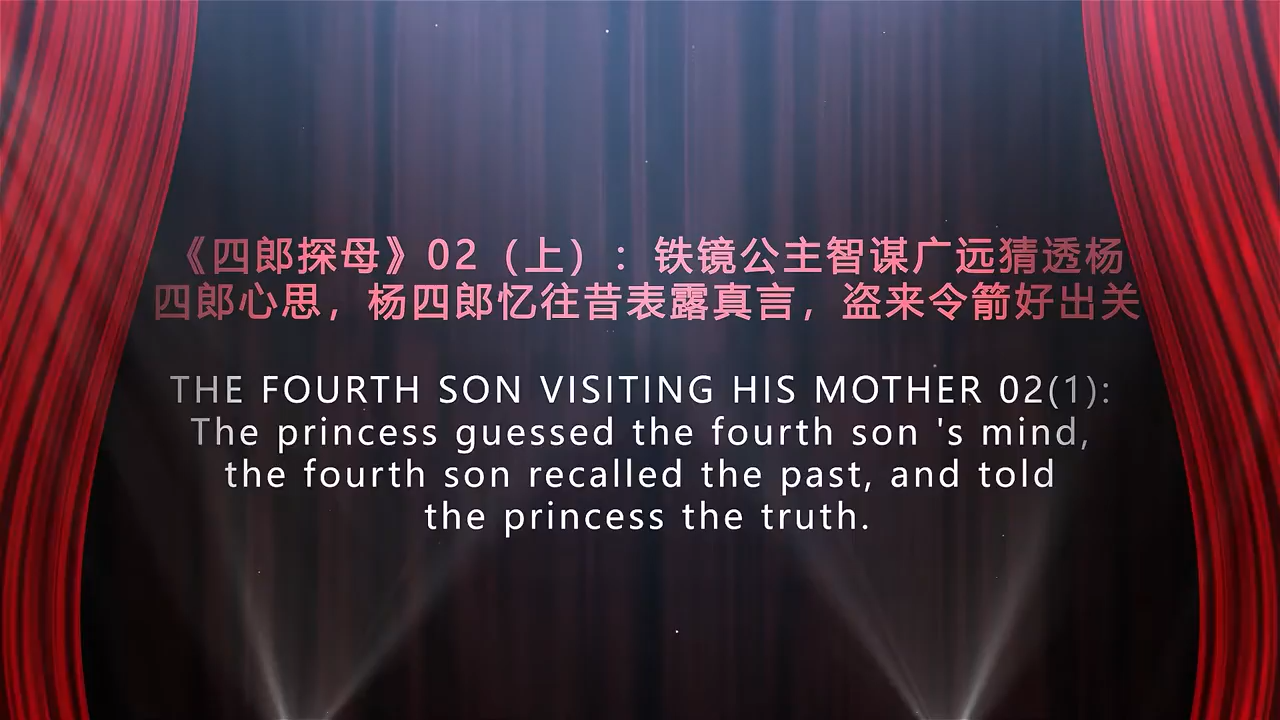 《四郎探母》02（上）：铁镜公主智谋广远猜透杨
四郎心思，杨四郎忆往昔表露真言，盗来令箭好出关
THE FOURTH SON VISITING HIS MOTHER 02(1):
The princess guessed the fourth son 's mind,
the fourth son recalled the past, and told
the princess the truth.